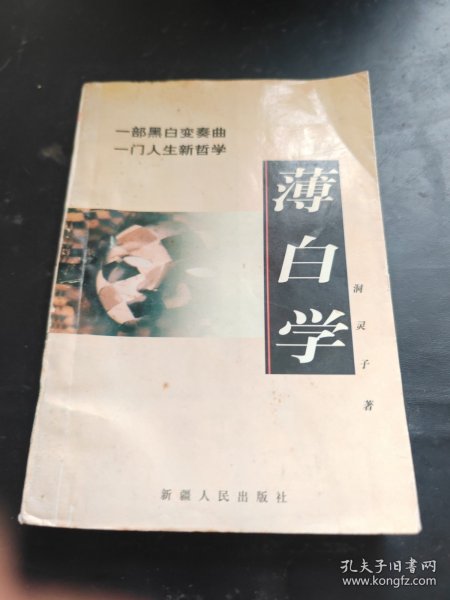 一部黑白变奏曲
一门人生新哲学
薄白学
洞灵子 著
新疆人民出版社
孔夫子旧书网
www.kongfz.com